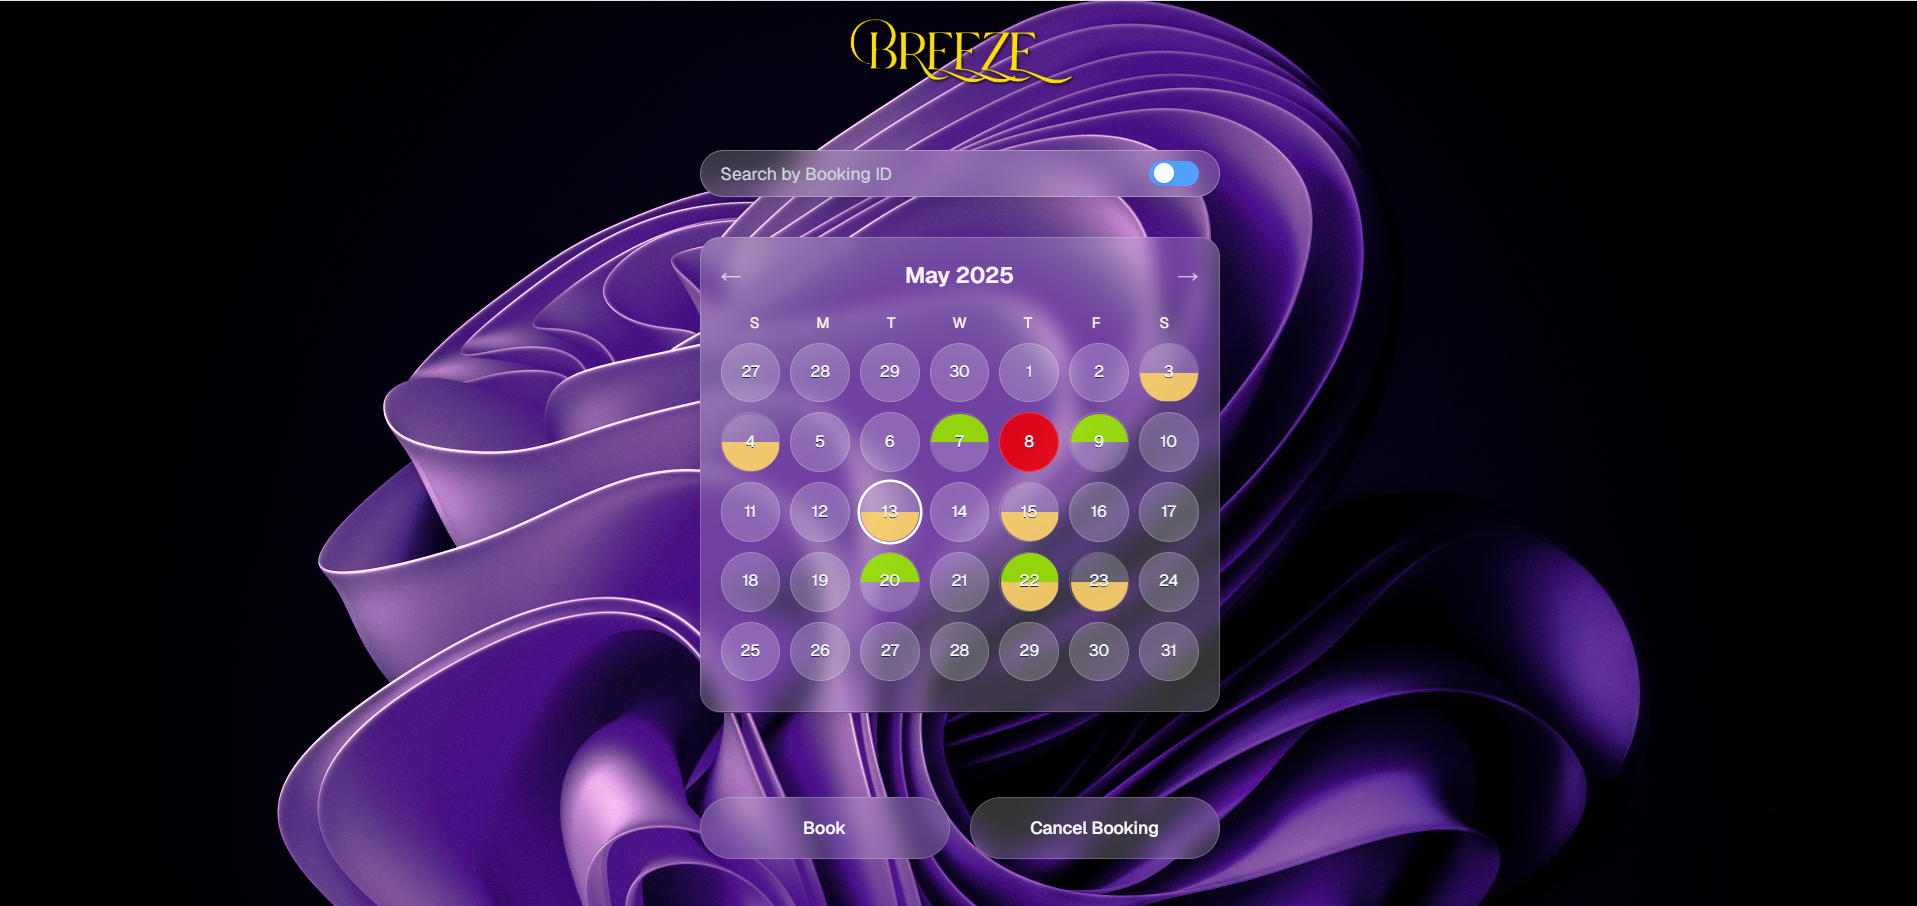 BREEZE
Search by Booking ID
← May 2025 →
S M T W T F S
27 28 29 30 1 2 3
4 5 6 7 8 9 10
11 12 13 14 15 16 17
18 19 20 21 22 23 24
25 26 27 28 29 30 31
Book Cancel Booking